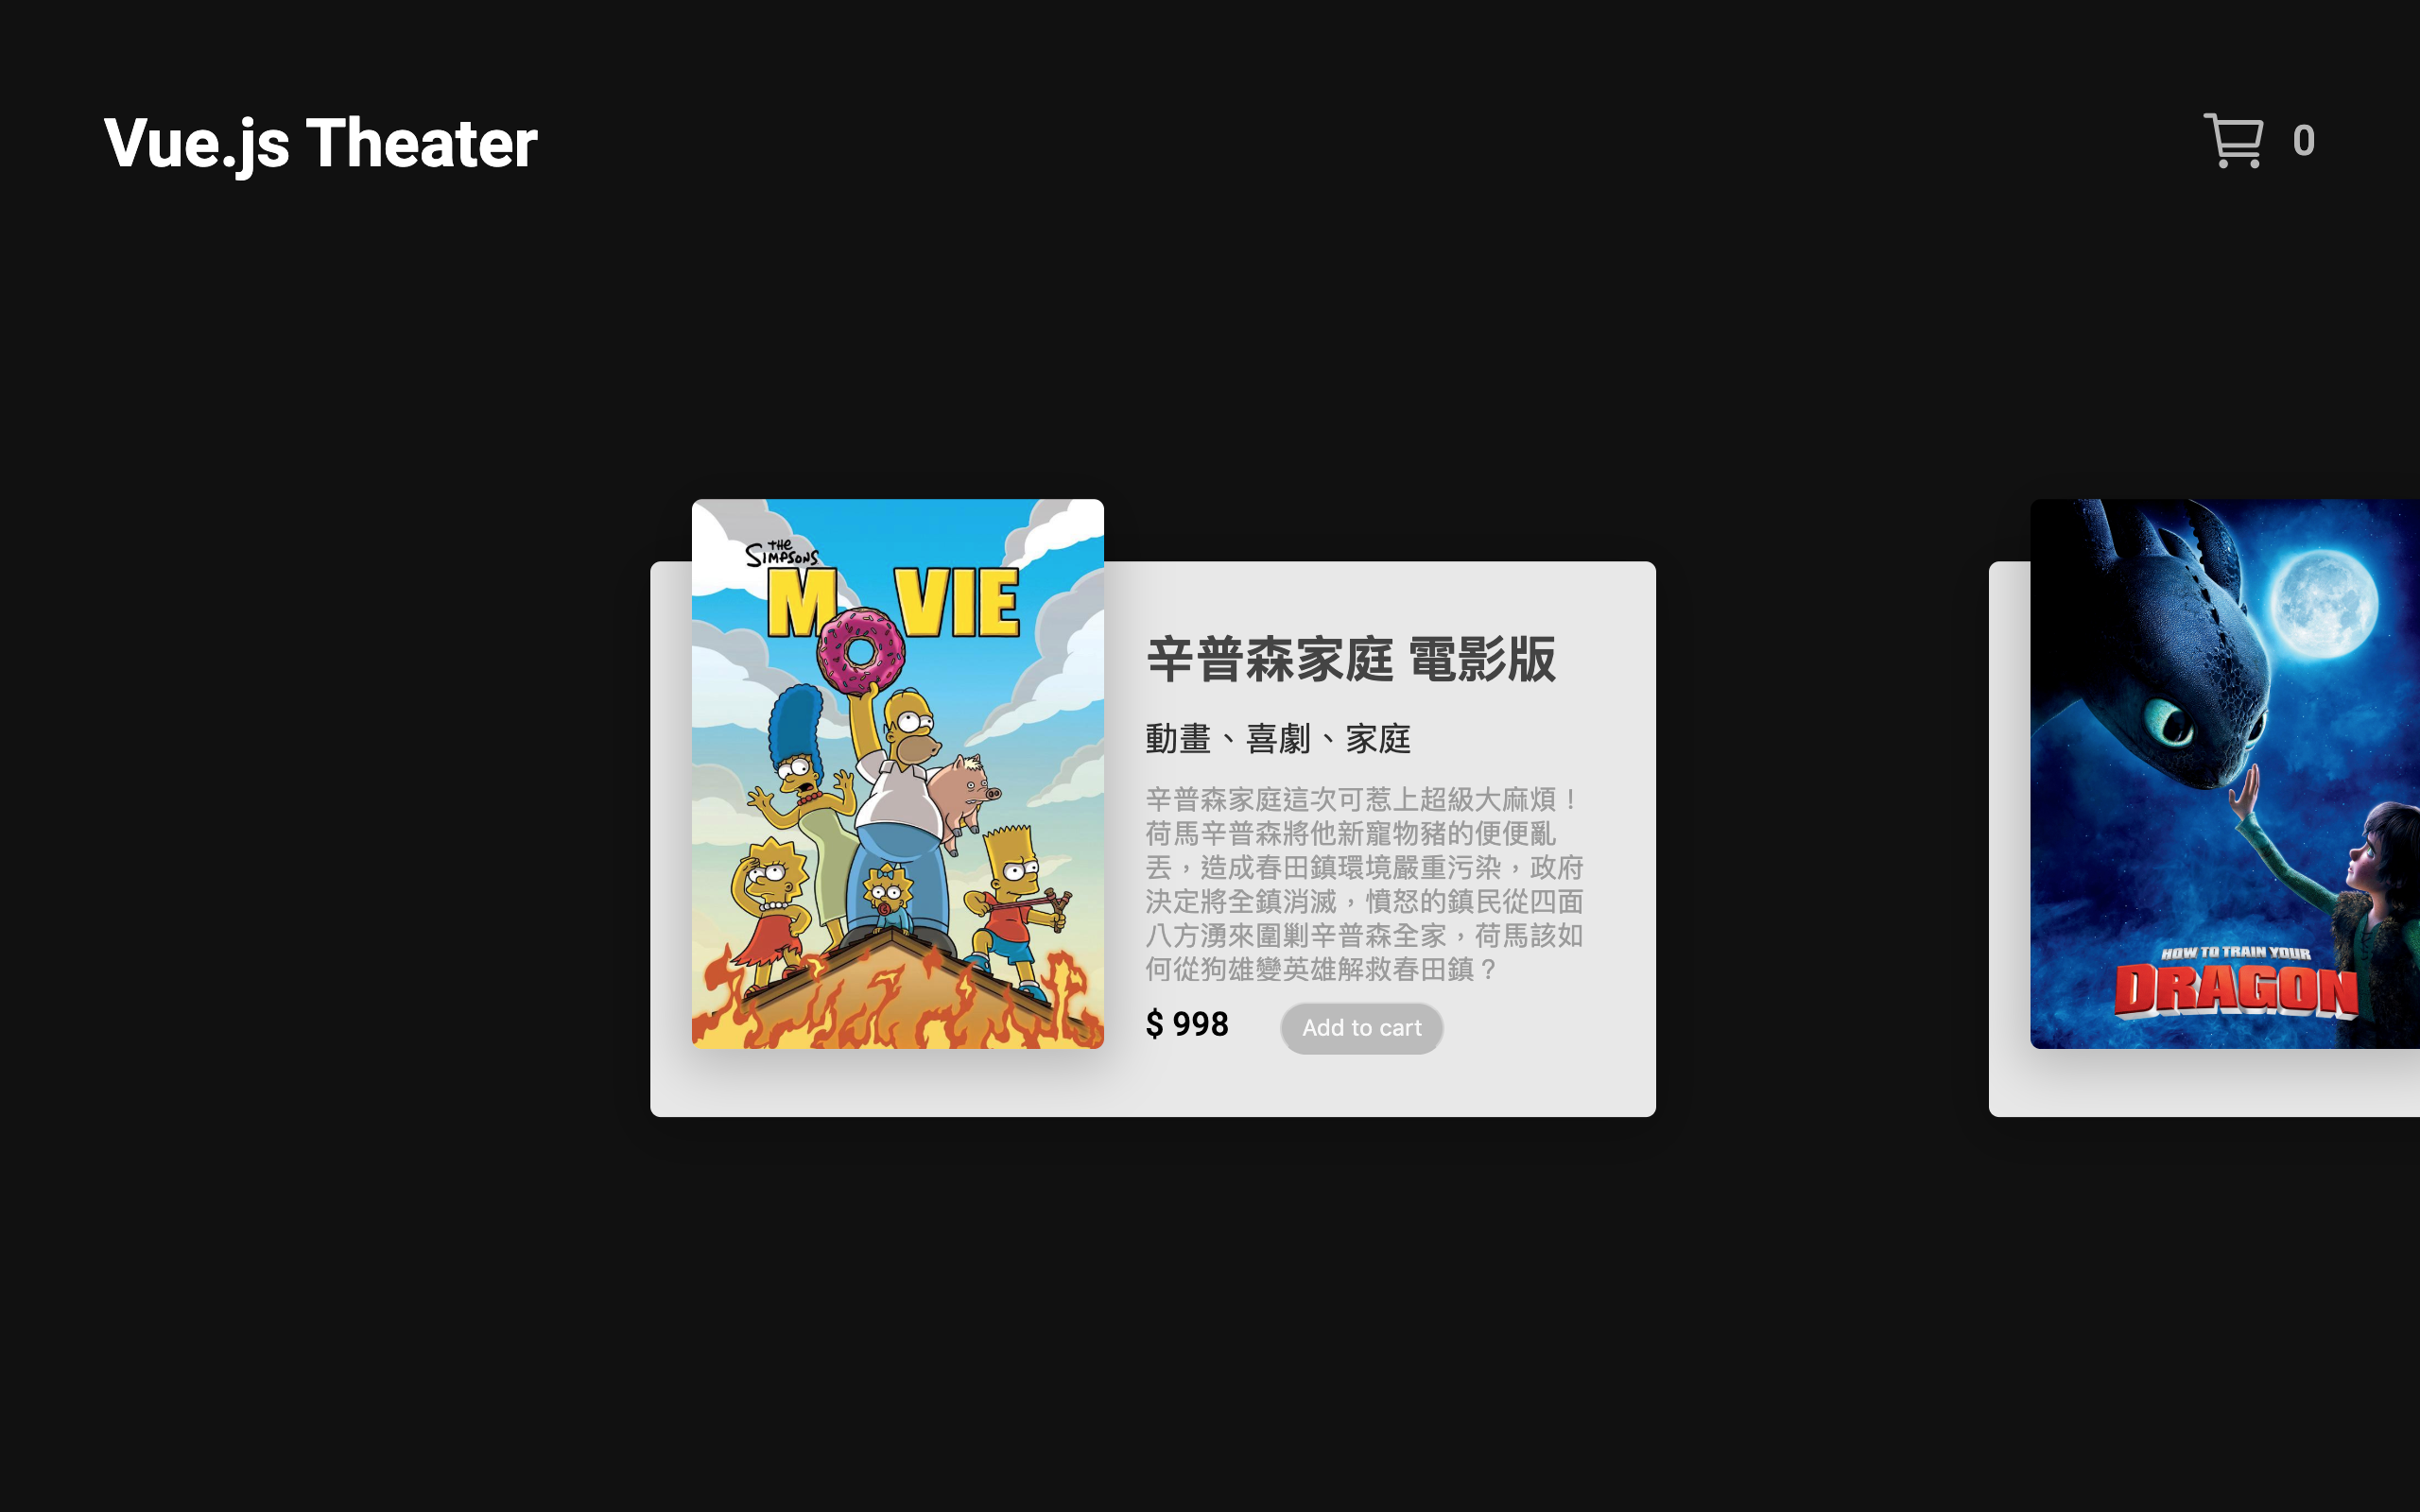 Vue.js Theater
0
THE
SIMPSONS
MOVIE
辛普森家庭 電影版
動畫、喜劇、家庭
辛普森家庭這次可惹上超級大麻煩！
荷馬辛普森將他新寵物豬的便便亂
丟，造成春田鎮環境嚴重污染，政府
決定將全鎮消滅，憤怒的鎮民從四面
八方湧來圍剿辛普森全家，荷馬該如
何從狗雄變英雄解救春田鎮？
$ 998
Add to cart
HOW TO TRAIN YOUR
DRAGON